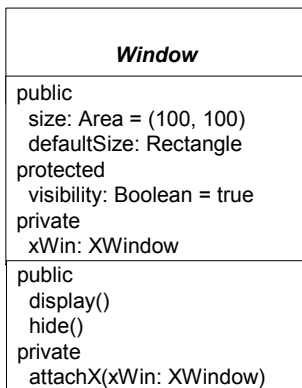 Window
public
size: Area = (100, 100)
defaultSize: Rectangle
protected
visibility: Boolean = true
private
xWin: XWindow
public
display()
hide()
private
attachX(xWin: XWindow)